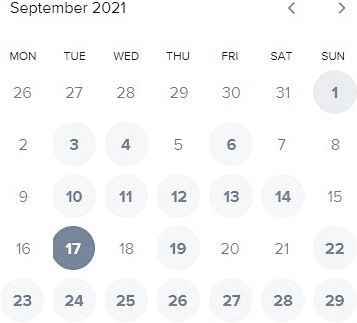 September 2021
MON TUE WED THU FRI SAT SUN
26 27 28 29 30 31 1
2 3 4 5 6 7 8
9 10 11 12 13 14 15
16 17 18 19 20 21 22
23 24 25 26 27 28 29